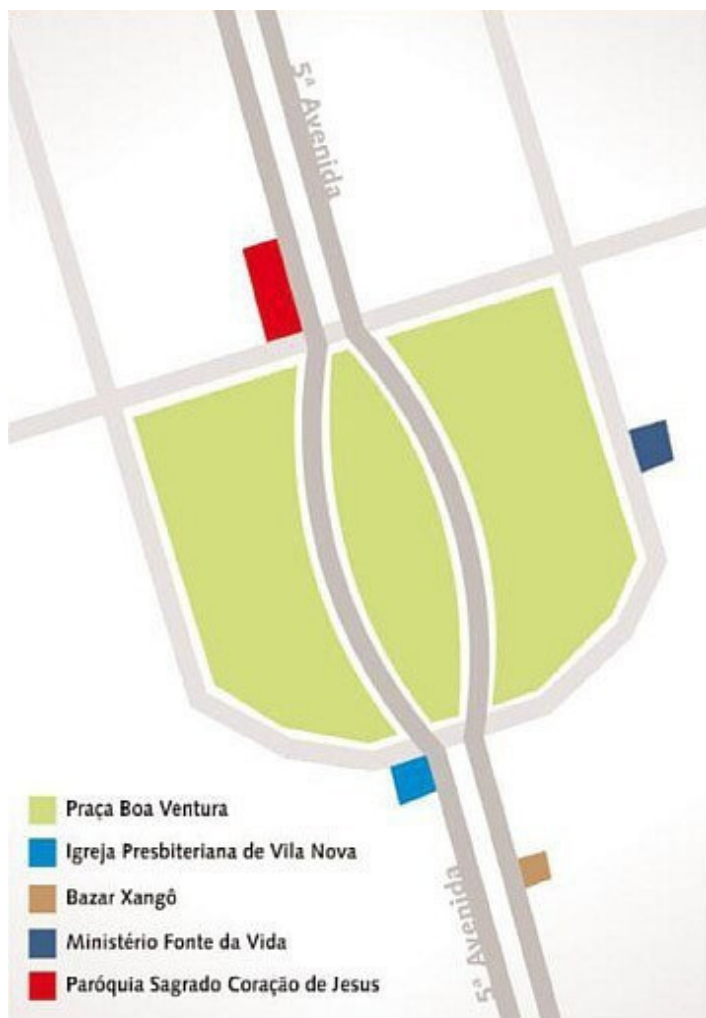 5ª Avenida
Praça Boa Ventura
Igreja Presbiteriana de Vila Nova
Bazar Xangô
Ministério Fonte da Vida
Paróquia Sagrado Coração de Jesus
5ª Avenida